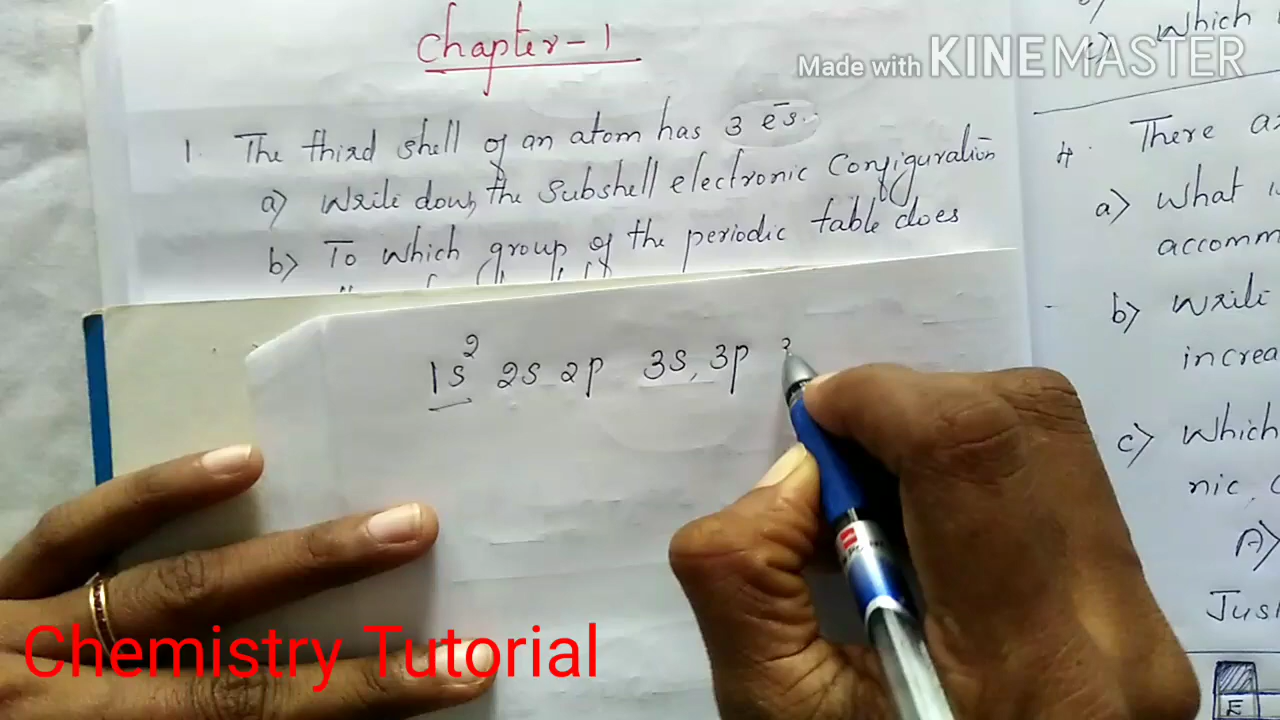 Chapter - 1
Made with KINEMASTER
1. The third shell of an atom has 3 e⁻s.
a) Write down the subshell electronic configuration
b) To which group of the periodic table does
1s² 2s 2p 3s, 3p 3
c) Which
4. There
a) What
accomm
b) Write
increa
c) Which
nic,
A)
Jus
E
Chemistry Tutorial